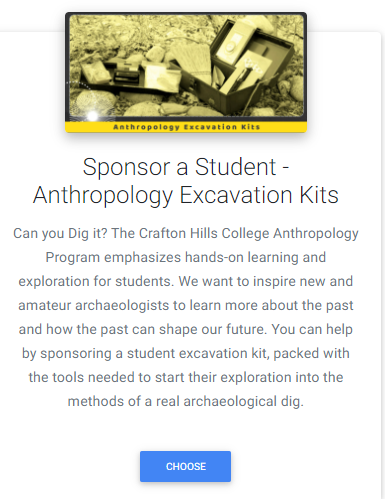 Anthropology Excavation Kits
Sponsor a Student -
Anthropology Excavation Kits
Can you Dig it? The Crafton Hills College Anthropology
Program emphasizes hands-on learning and
exploration for students. We want to inspire new and
amateur archaeologists to learn more about the past
and how the past can shape our future. You can help
by sponsoring a student excavation kit, packed with
the tools needed to start their exploration into the
methods of a real archaeological dig.
CHOOSE